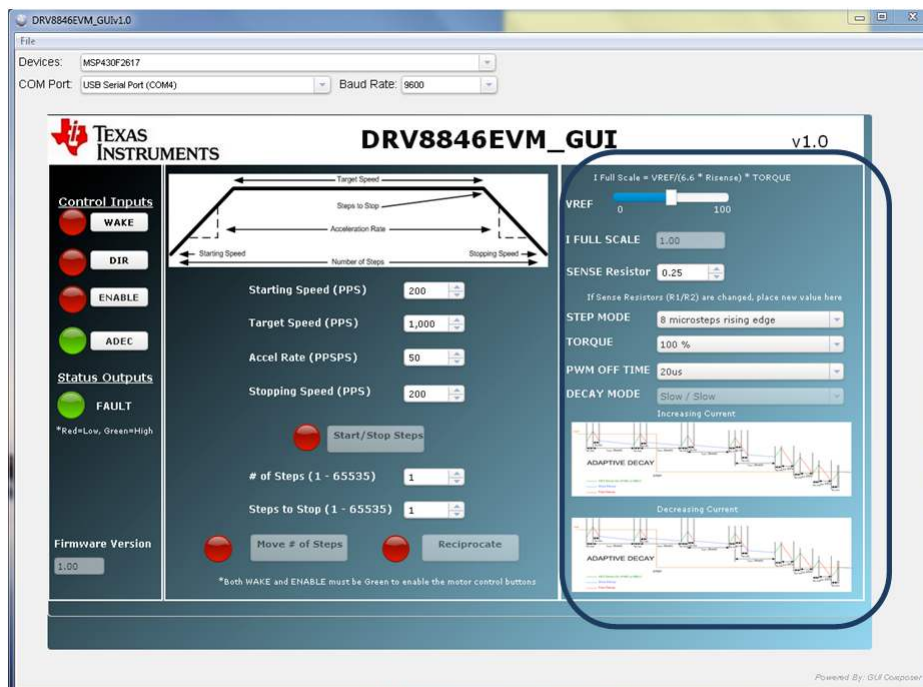 DRV8846EVM_GUIv1.0
File
Devices: MSP430F2617
COM Port: USB Serial Port (COM4) Baud Rate: 9600
TEXAS INSTRUMENTS
DRV8846EVM_GUI v1.0
Control Inputs
WAKE
DIR
ENABLE
ADEC
Status Outputs
FAULT
*Red=Low, Green=High
Firmware Version
1.00
Target Speed
Steps to Stop
Acceleration Rate
Starting Speed
Stopping Speed
Number of Steps
Starting Speed (PPS) 200
Target Speed (PPS) 1,000
Accel Rate (PPSPS) 50
Stopping Speed (PPS) 200
Start/Stop Steps
# of Steps (1 - 65535) 1
Steps to Stop (1 - 65535) 1
Move # of Steps
Reciprocate
*Both WAKE and ENABLE must be Green to enable the motor control buttons
I Full Scale = VREF/(6.6 * Risense) * TORQUE
VREF 0 100
I FULL SCALE 1.00
SENSE Resistor 0.25
If Sense Resistors (R1/R2) are changed, place new value here
STEP MODE 8 microsteps rising edge
TORQUE 100 %
PWM OFF TIME 20us
DECAY MODE Slow / Slow
Increasing Current
ADAPTIVE DECAY
Decreasing Current
ADAPTIVE DECAY
Powered By: GUI Composer